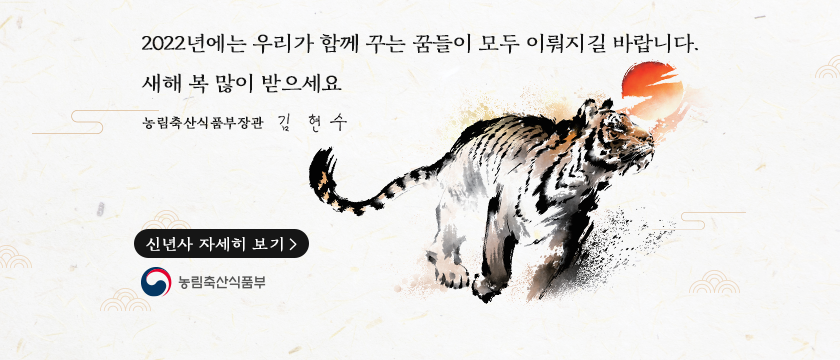 2022년에는 우리가 함께 꾸는 꿈들이 모두 이뤄지길 바랍니다.
새해 복 많이 받으세요
농림축산식품부장관 김 현 수
신년사 자세히 보기 >
농림축산식품부